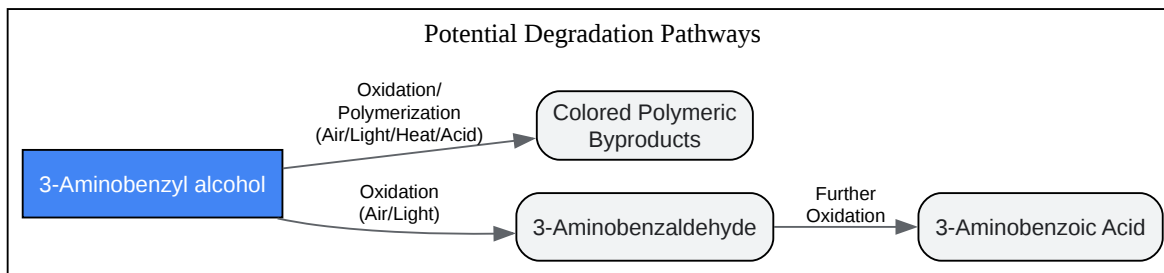 Potential Degradation Pathways
Oxidation/
Polymerization
(Air/Light/Heat/Acid)
Colored Polymeric
Byproducts
3-Aminobenzyl alcohol
Oxidation
(Air/Light)
3-Aminobenzaldehyde
Further
Oxidation
3-Aminobenzoic Acid